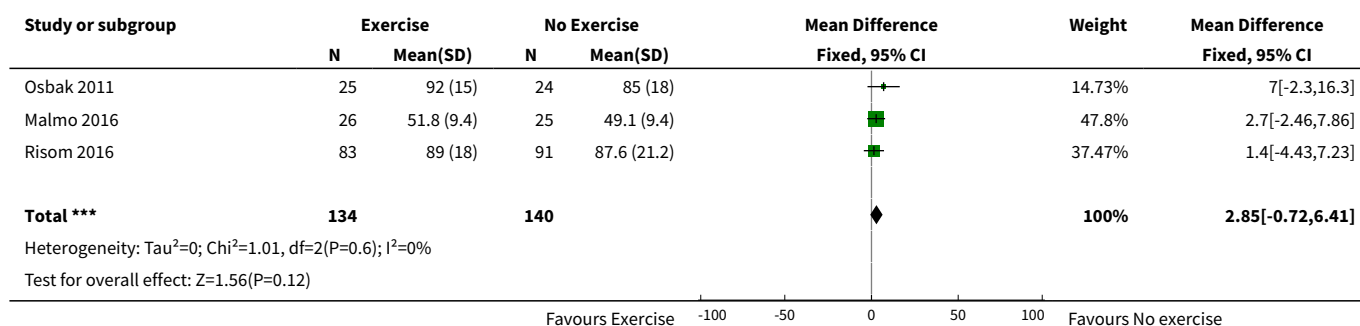 Study or subgroup Exercise No Exercise Mean Difference Weight Mean Difference
N Mean(SD) N Mean(SD) Fixed, 95% CI Fixed, 95% CI
Osbak 2011 25 92 (15) 24 85 (18) 14.73% 7[-2.3,16.3]
Malmo 2016 26 51.8 (9.4) 25 49.1 (9.4) 47.8% 2.7[-2.46,7.86]
Risom 2016 83 89 (18) 91 87.6 (21.2) 37.47% 1.4[-4.43,7.23]
Total *** 134 140 100% 2.85[-0.72,6.41]
Heterogeneity: Tau²=0; Chi²=1.01, df=2(P=0.6); I²=0%
Test for overall effect: Z=1.56(P=0.12)
Favours Exercise -100 -50 0 50 100 Favours No exercise